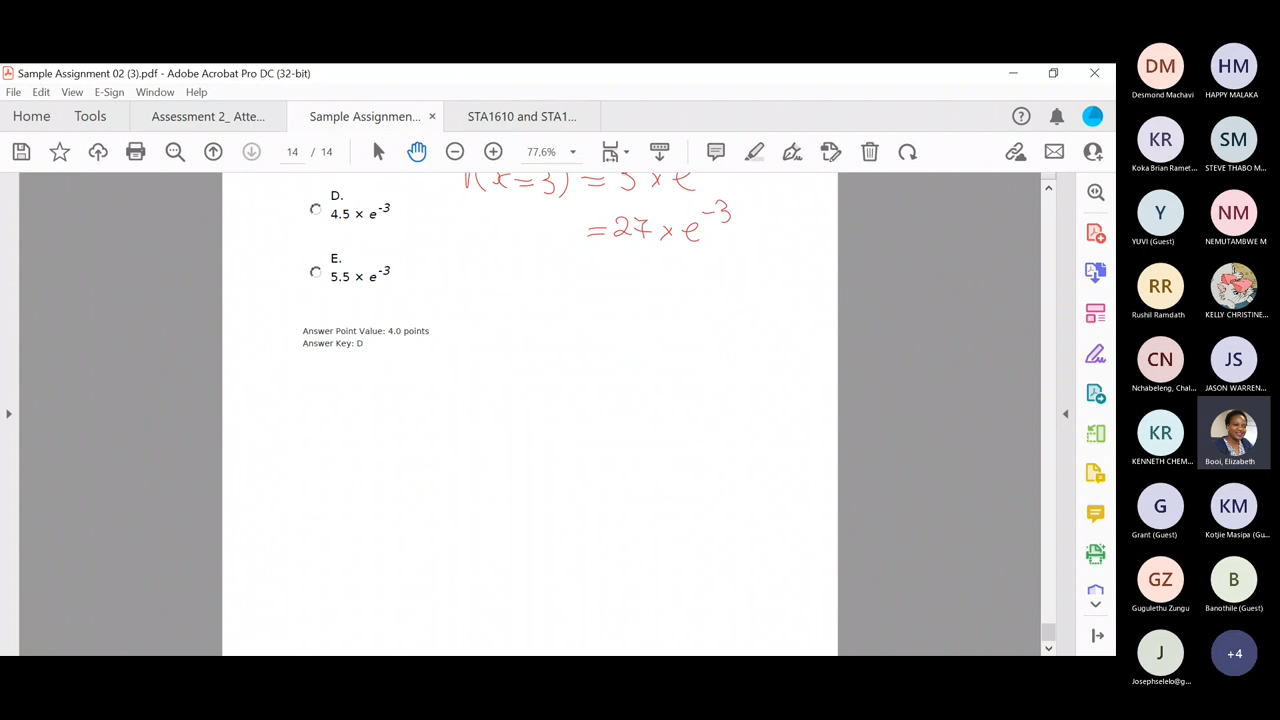 Sample Assignment 02 (3).pdf - Adobe Acrobat Pro DC (32-bit)
File Edit View E-Sign Window Help
Home Tools Assessment 2_ Atte... Sample Assignmen... × STA1610 and STA1...
14 / 14 77,6%
= 3 × e
D.
4.5 × e⁻³
= 27 × e⁻³
E.
5.5 × e⁻³
Answer Point Value: 4.0 points
Answer Key: D
DM HM
Desmond Machavi HAPPY MALAKA
KR SM
Koka Brian Ramet... STEVE THABO M...
Y NM
YUVI (Guest) NEMUTAMBWE M
RR
Rushil Ramdath KELLY CHRISTINE...
CN JS
Nchabeleng, Chal... JASON WARREN...
KR
KENNETH CHEM... Booi, Elizabeth
G KM
Grant (Guest) Kotjie Masipa (Gu...
GZ B
Gugulethu Zungu Banothile (Guest)
J +4
Josephselelo@g...